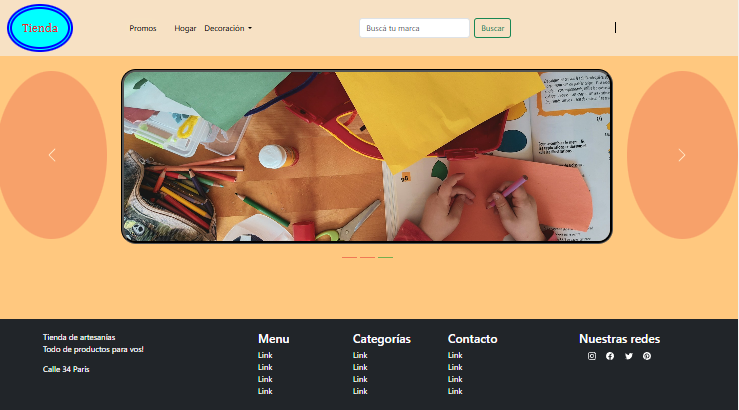 Tienda
Promos
Hogar
Decoración
Buscá tu marca
Buscar
Tienda de artesanías
Todo de productos para vos!
Calle 34 Paris
Menu
Link
Link
Link
Link
Categorías
Link
Link
Link
Link
Contacto
Link
Link
Link
Link
Nuestras redes